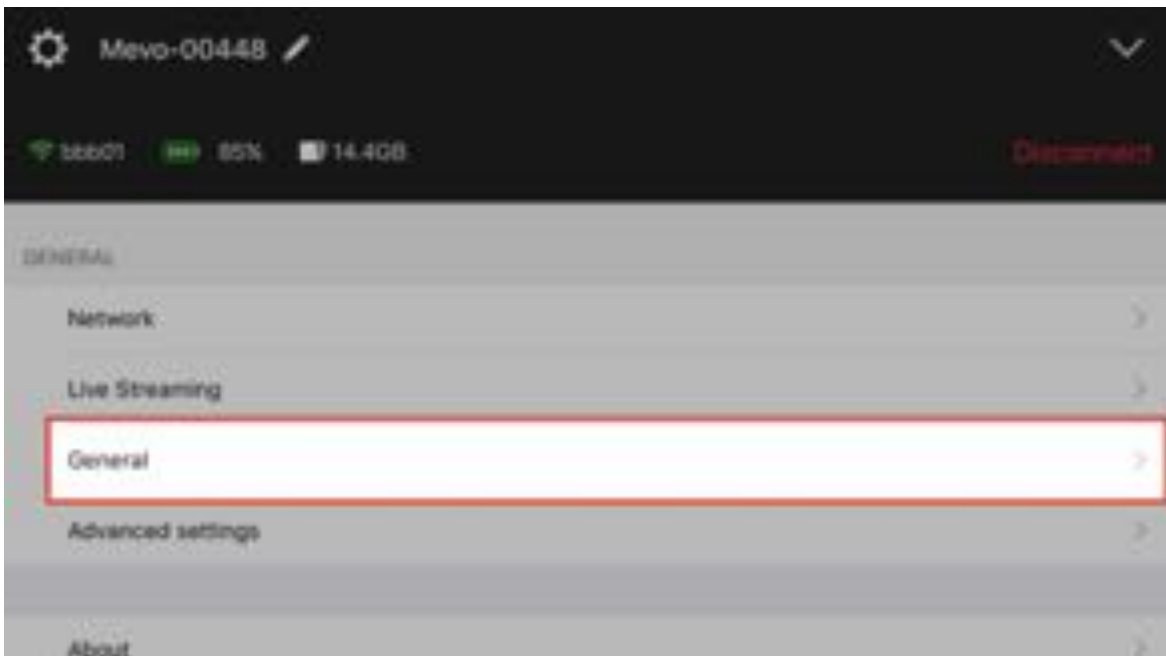 Mevo-00448
bbb01 85% 14.4GB
Disconnect
GENERAL
Network
Live Streaming
General
Advanced settings
About